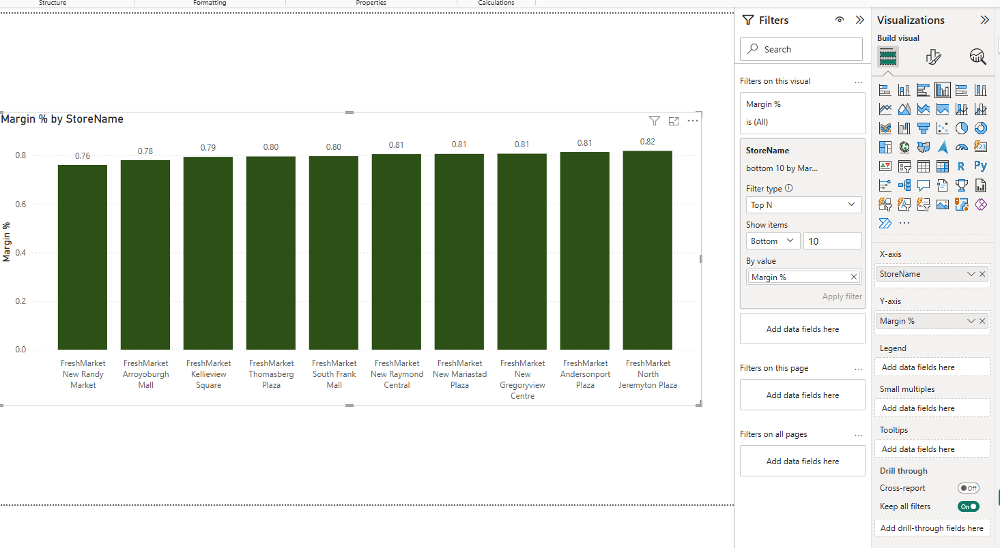 Structure
Formatting
Properties
Calculations
Margin % by StoreName
Margin %
0.8
0.6
0.4
0.2
0.0
0.76
0.78
0.79
0.80
0.80
0.81
0.81
0.81
0.81
0.82
FreshMarket
New Randy
Market
FreshMarket
Arroyoburgh
Mall
FreshMarket
Kellieview
Square
FreshMarket
Thomasberg
Plaza
FreshMarket
South Frank
Mall
FreshMarket
New Raymond
Central
FreshMarket
New Mariastad
Plaza
FreshMarket
New
Gregoryview
Centre
FreshMarket
Andersonport
Plaza
FreshMarket
North
Jeremyton Plaza
Filters
Search
Filters on this visual
...
Margin %
is (All)
StoreName
bottom 10 by Mar...
Filter type
Top N
Show items
Bottom
10
By value
Margin %
Apply filter
Add data fields here
Filters on this page
...
Add data fields here
Filters on all pages
...
Add data fields here
Visualizations
Build visual
123
R
Py
...
X-axis
StoreName
Y-axis
Margin %
Legend
Add data fields here
Small multiples
Add data fields here
Tooltips
Add data fields here
Drill through
Cross-report
Off
Keep all filters
On
Add drill-through fields here